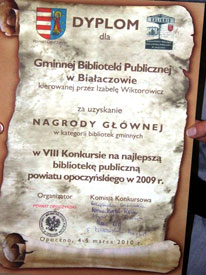 DYPLOM
dla
Gminnej Biblioteki Publicznej
w Białaczowie
kierowanej przez Izabelę Wiktorowicz
za uzyskanie
NAGRODY GŁÓWNEJ
w kategorii bibliotek gminnych
w VIII Konkursie na najlepszą
bibliotekę publiczną
powiatu opoczyńskiego w 2009 r.
Organizator
Komisja Konkursowa
Opoczno, 4-5 marca 2010 r.